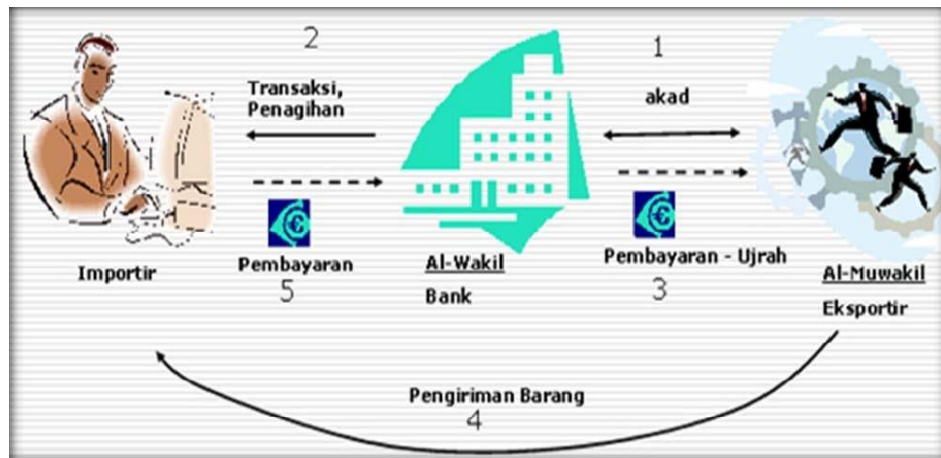 2
1
Transaksi,
Penagihan
akad
Importir
Pembayaran
5
Al-Wakil
Bank
Pembayaran - Ujrah
3
Al-Muwakil
Eksportir
Pengiriman Barang
4